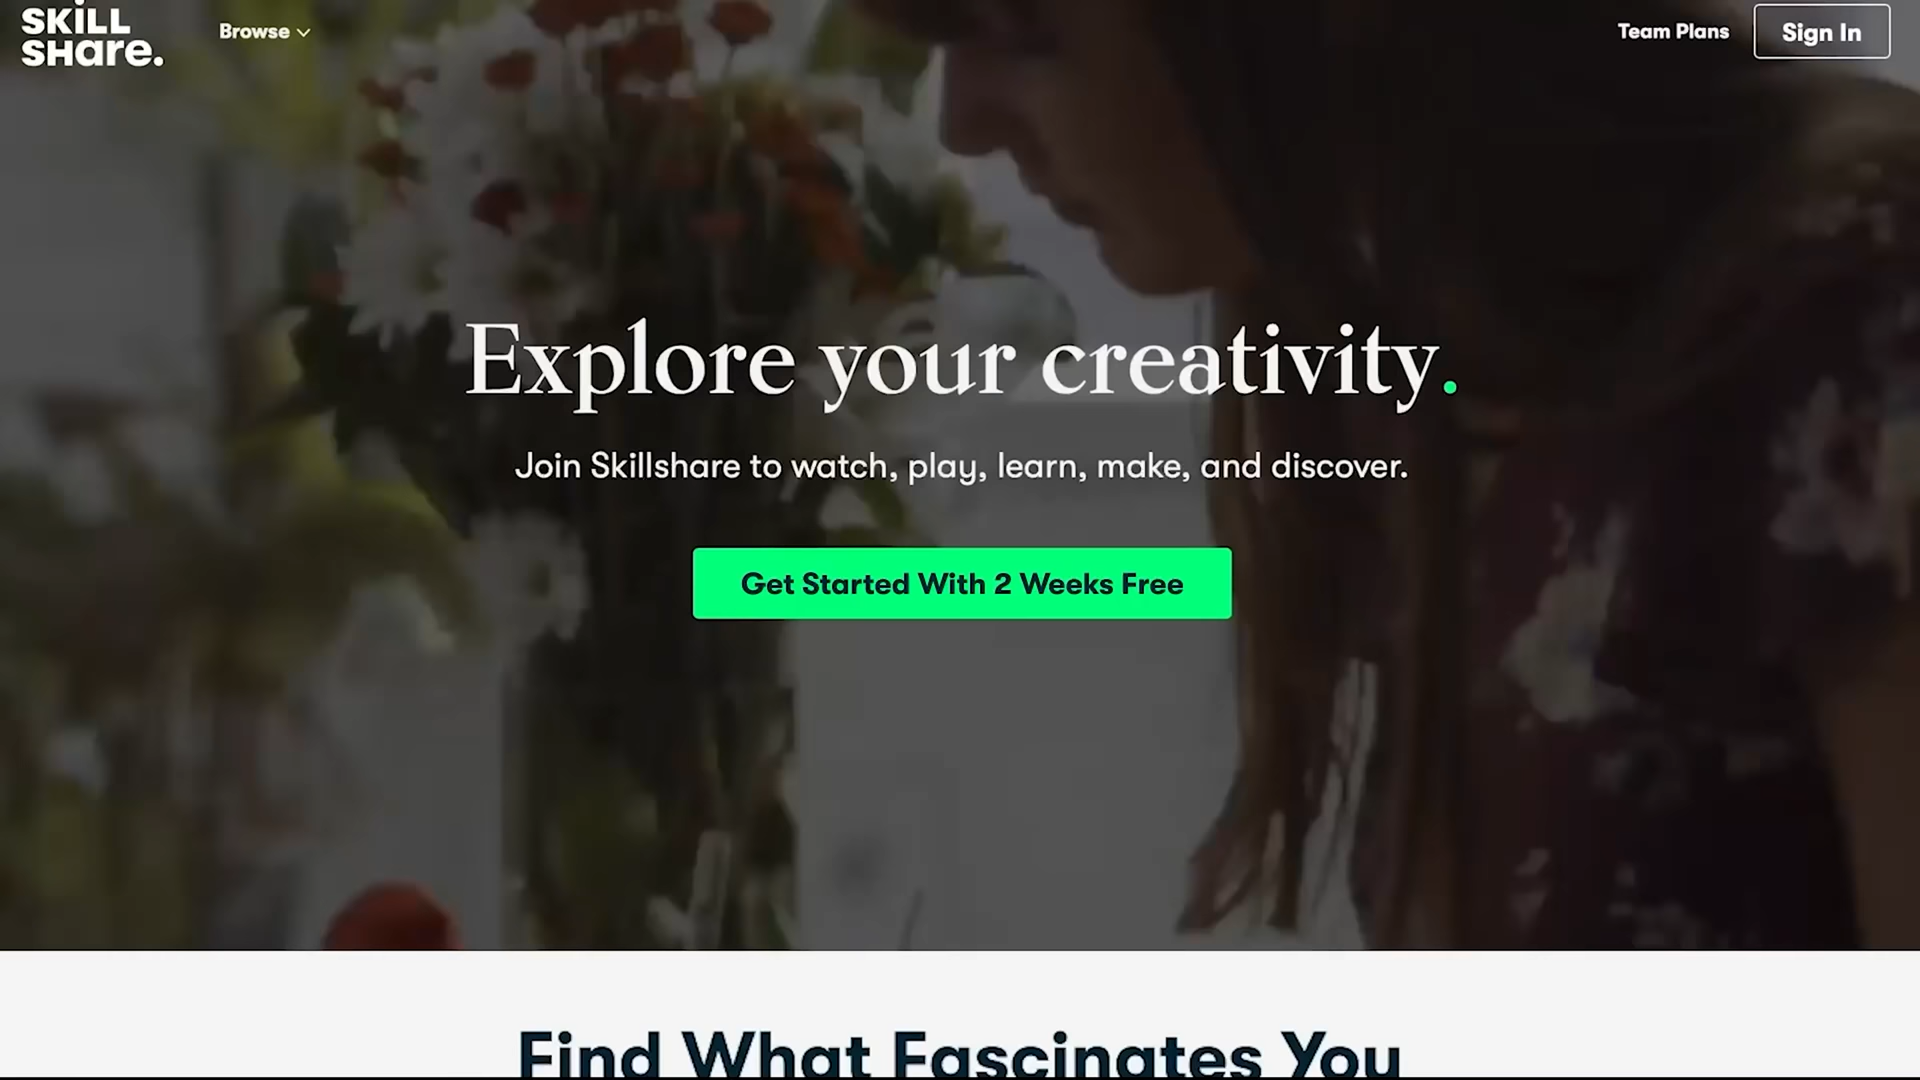 SKiLL
SHare.
Browse
Team Plans
Sign In
Explore your creativity.
Join Skillshare to watch, play, learn, make, and discover.
Get Started With 2 Weeks Free
Find What Fascinates You